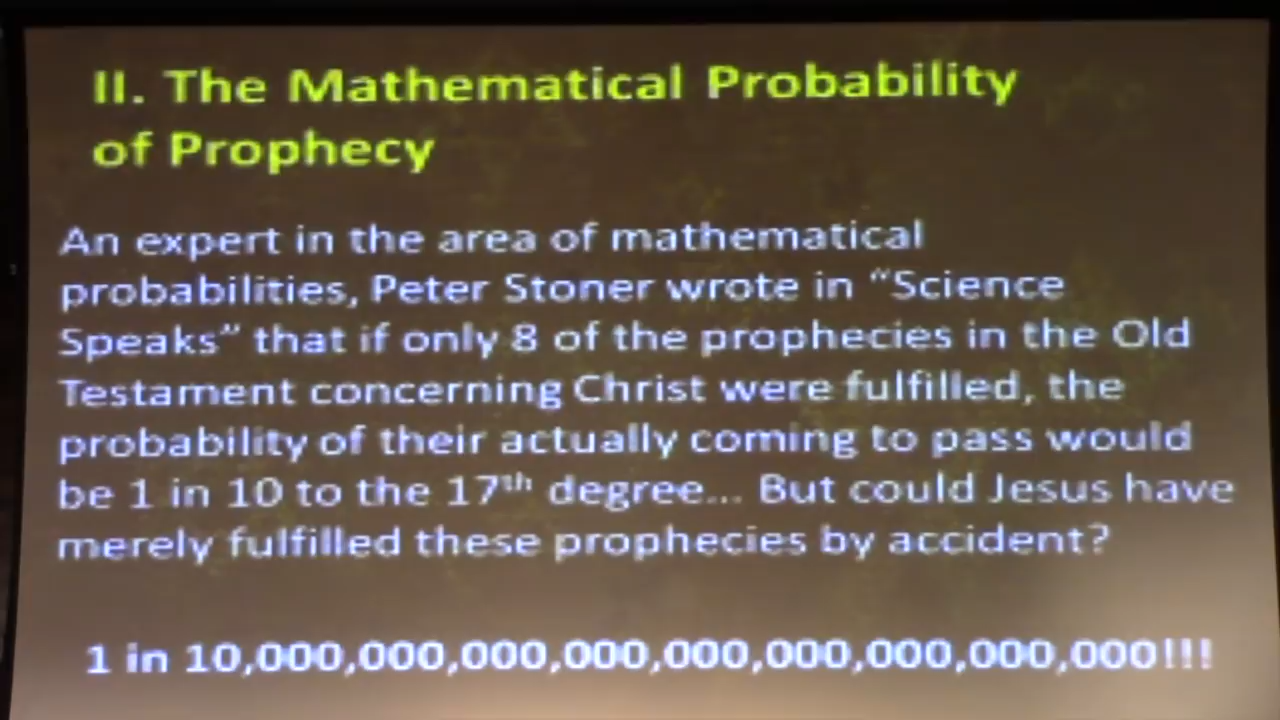 II. The Mathematical Probability
of Prophecy
An expert in the area of mathematical
probabilities, Peter Stoner wrote in “Science
Speaks” that if only 8 of the prophecies in the Old
Testament concerning Christ were fulfilled, the
probability of their actually coming to pass would
be 1 in 10 to the 17th degree... But could Jesus have
merely fulfilled these prophecies by accident?
1 in 10,000,000,000,000,000,000,000,000,000!!!